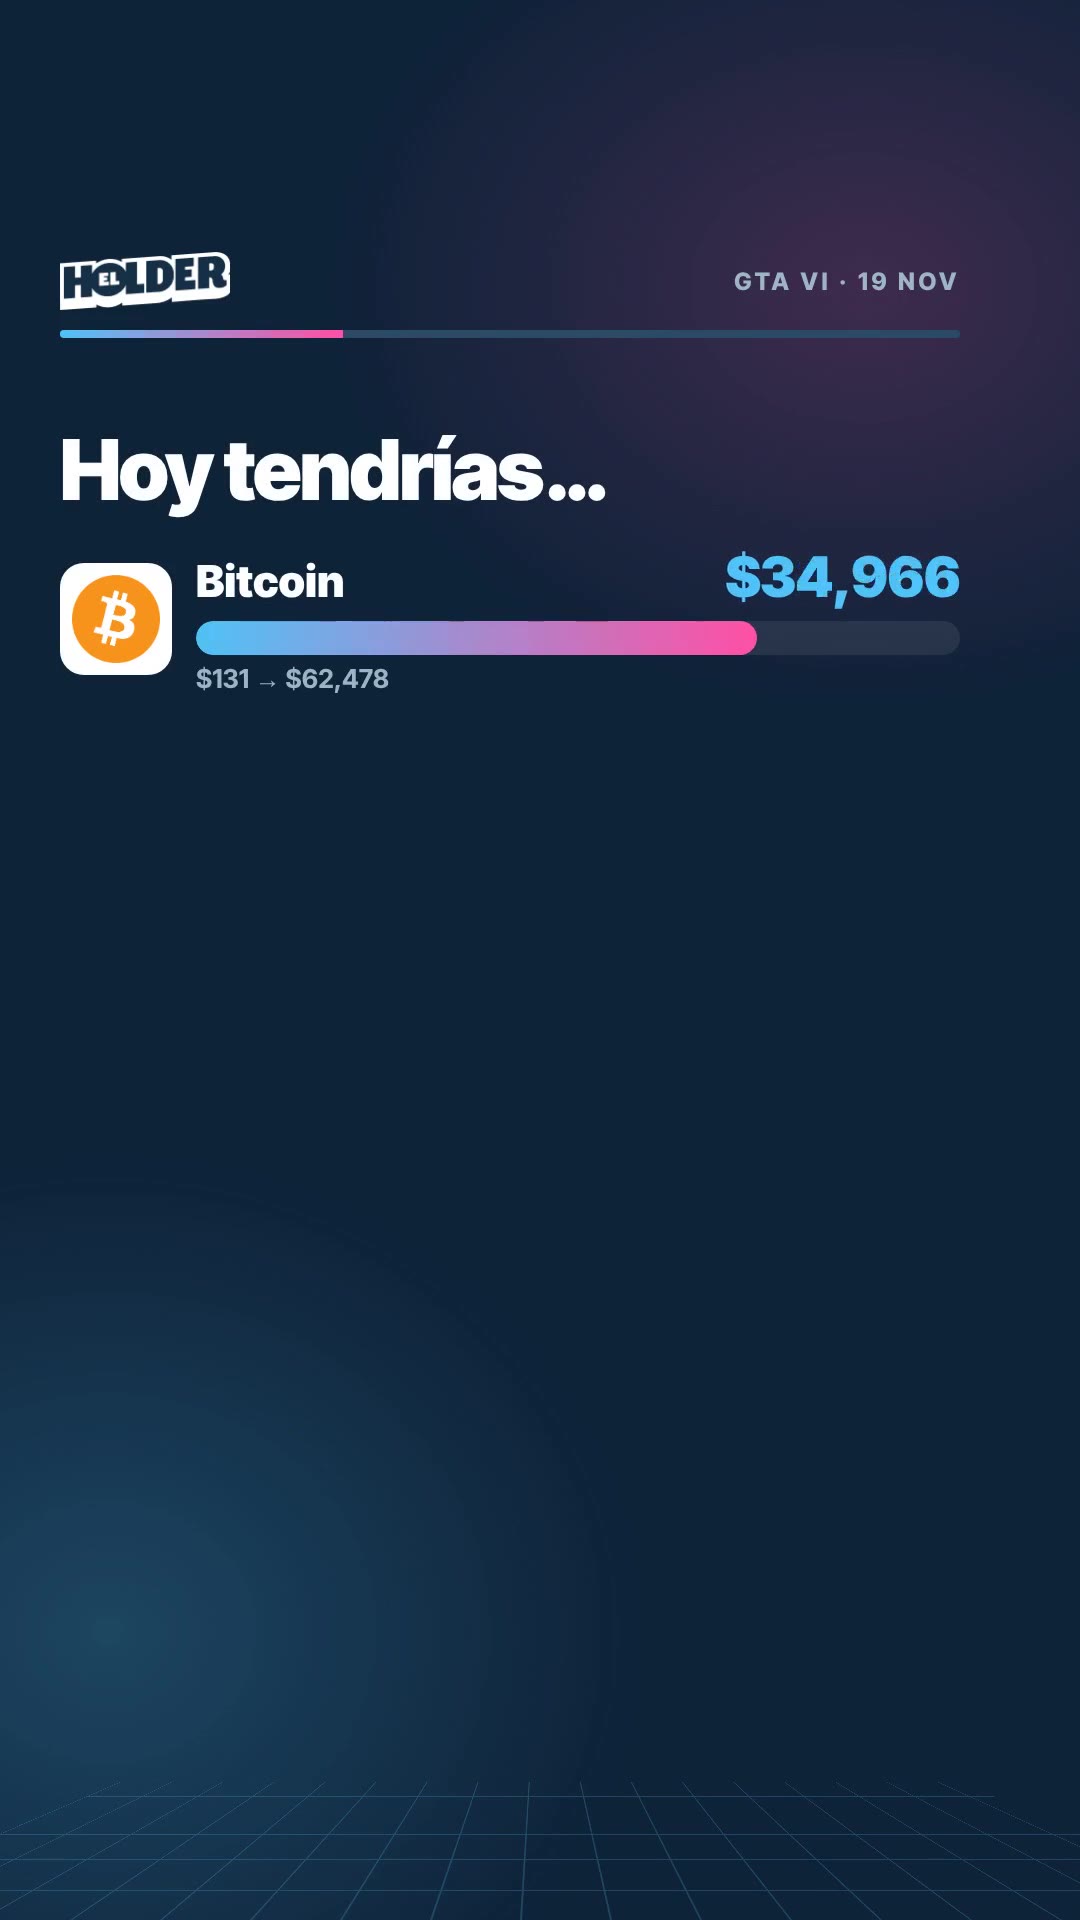 EL HOLDER
GTA VI · 19 NOV
Hoy tendrías...
Bitcoin
$34,966
$131 → $62,478